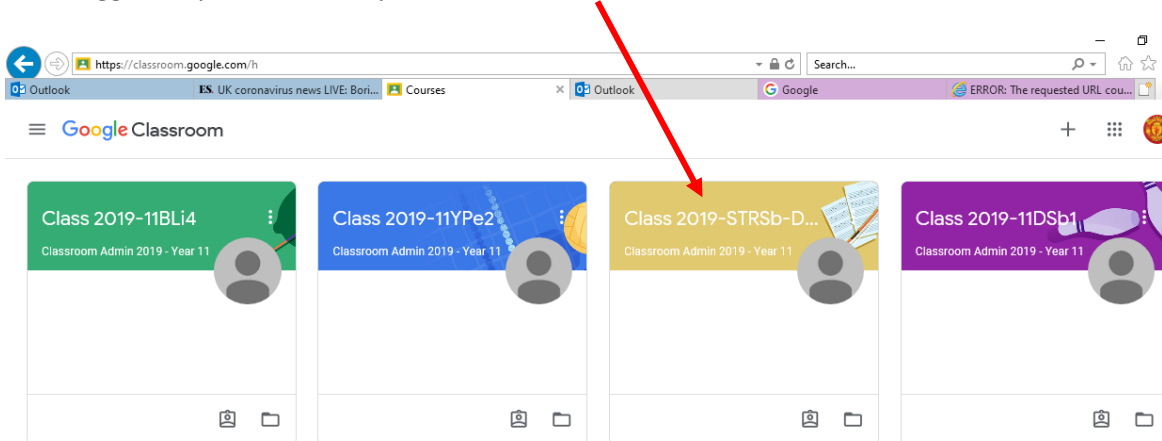 https://classroom.google.com/h
Search...
Outlook
ES. UK coronavirus news LIVE: Bori...
Courses
Outlook
Google
ERROR: The requested URL cou...
Google Classroom
Class 2019-11BLi4
Classroom Admin 2019 - Year 11
Class 2019-11YPe2
Classroom Admin 2019 - Year 11
Class 2019-STRSb-D...
Classroom Admin 2019 - Year 11
Class 2019-11DSb1
Classroom Admin 2019 - Year 11